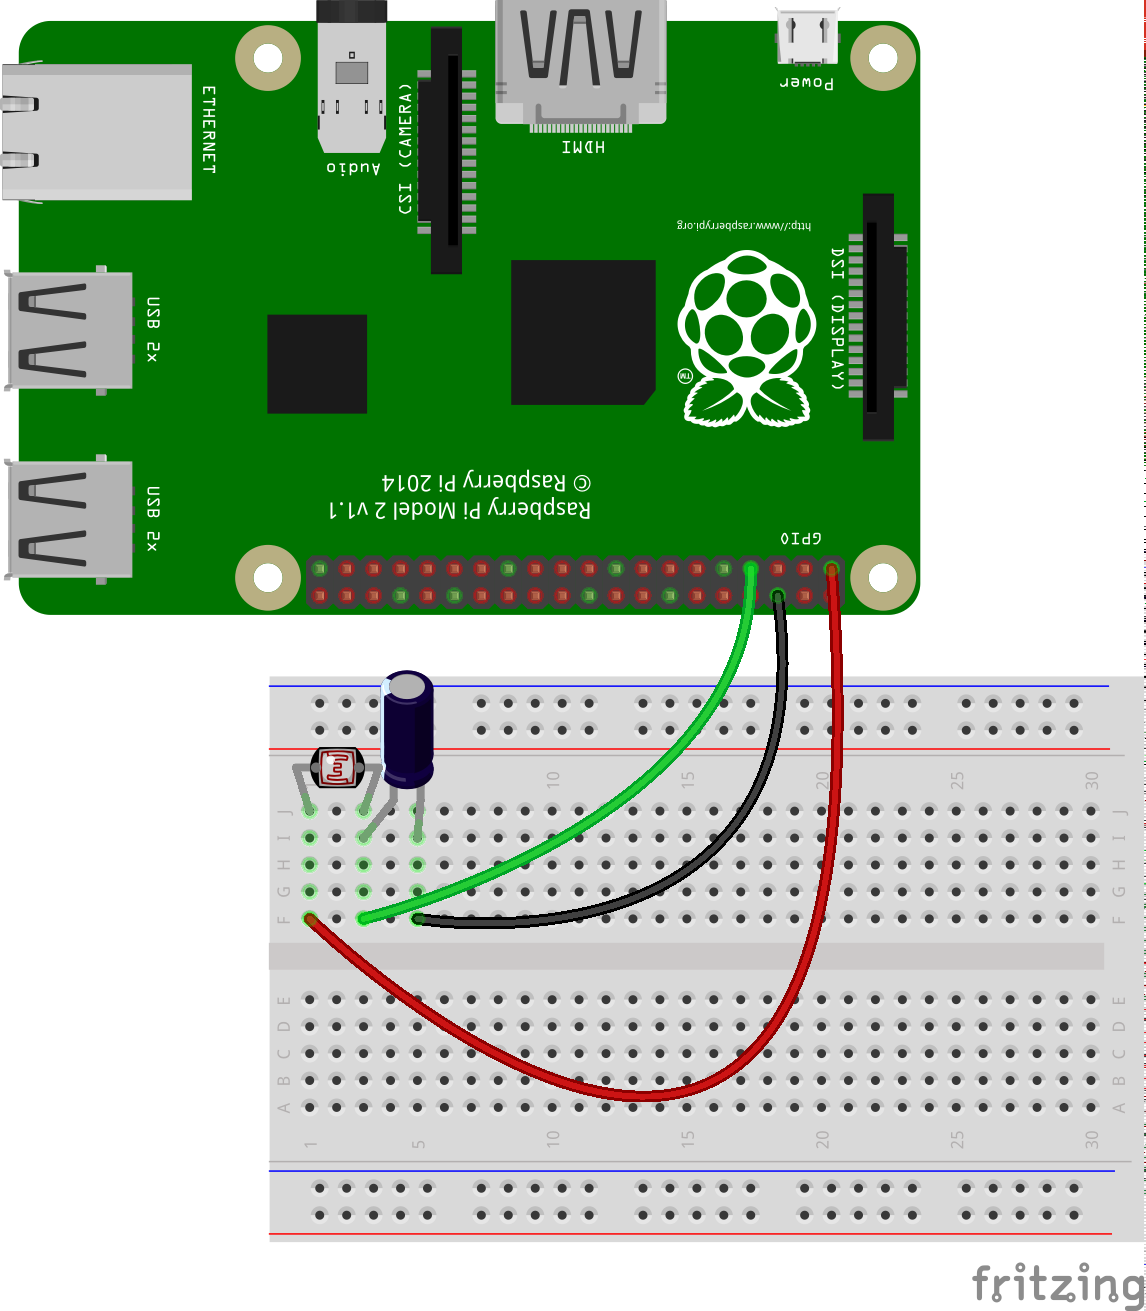 Power
ETHERNET
CSI (CAMERA)
HDMI
Audio
http://www.raspberrypi.org
DSI (DISPLAY)
USB 2x
TM
© Raspberry Pi 2014
Raspberry Pi Model 2 v1.1
USB 2x
GPIO
10 15 20 25 30
J J
I I
H H
G G
F F
E E
D D
C C
B B
A A
1 5 10 15 20 25 30
fritzing